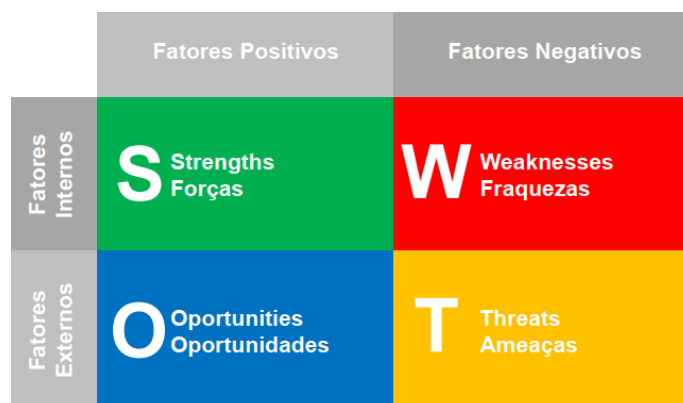 Fatores Positivos
Fatores Negativos
Fatores
Internos
S
Strengths
Forças
W
Weaknesses
Fraquezas
Fatores
Externos
O
Oportunities
Oportunidades
T
Threats
Ameaças